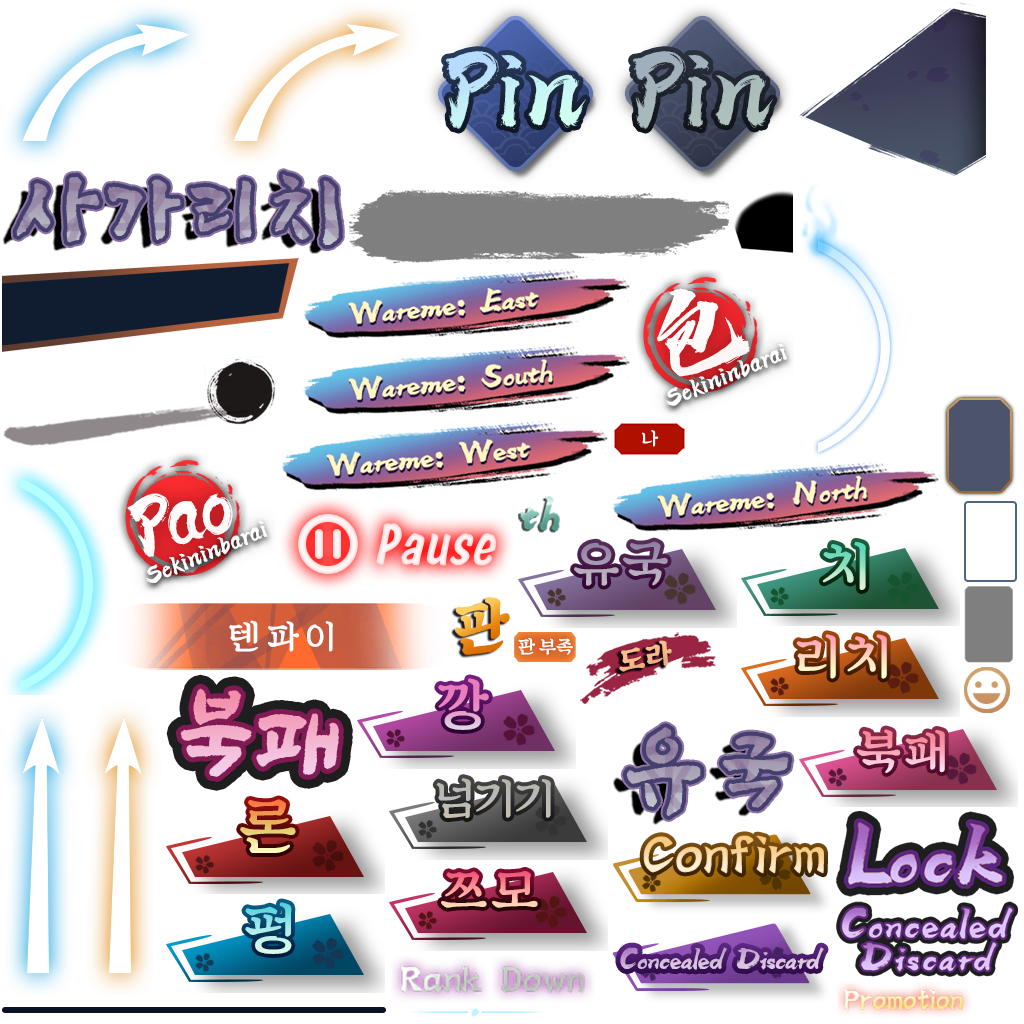 Pin
Pin
사가리치
Wareme: East
包
Sekininbarai
Wareme: South
나
Wareme: West
Wareme: North
Pao
Sekininbarai
Pause
th
유국
치
텐파이
판
판 부족
도라
리치
북패
깡
유국
북패
론
넘기기
Confirm
Lock
쯔모
펑
Concealed Discard
Concealed
Discard
Rank Down
Promotion